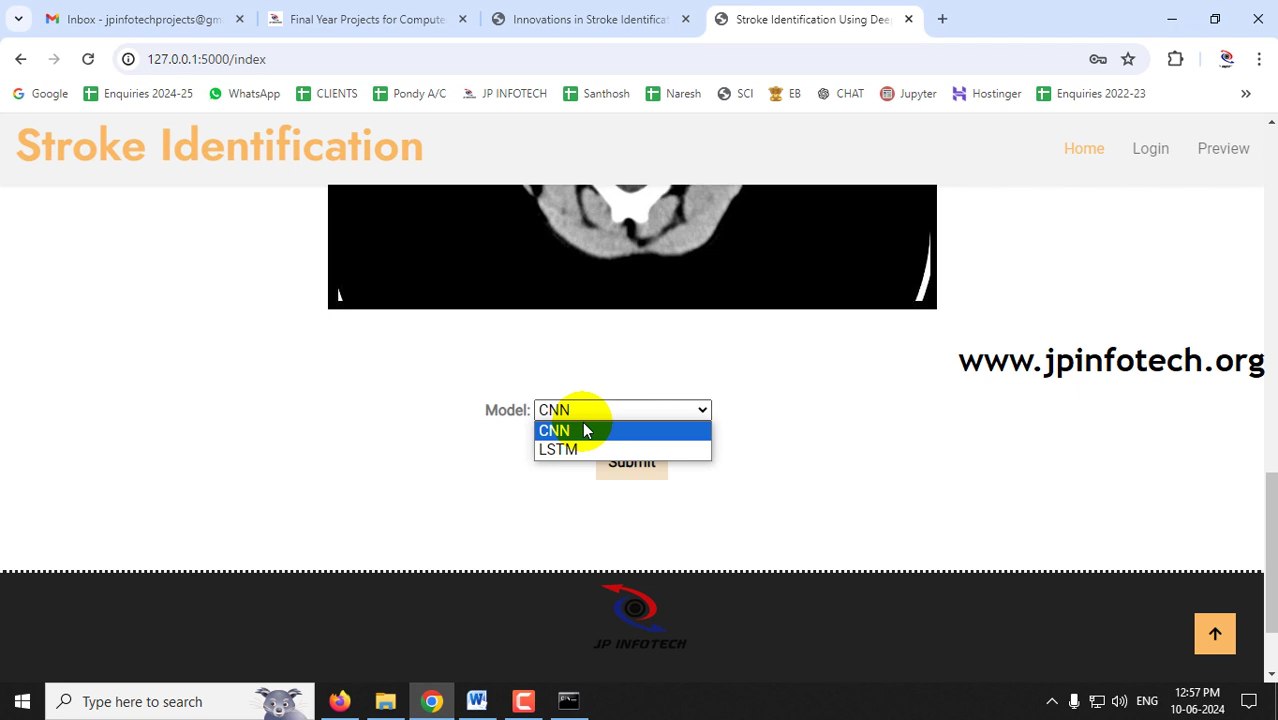 Inbox - jpinfotechprojects@gm
Final Year Projects for Compute
Innovations in Stroke Identificat
Stroke Identification Using Dee
127.0.0.1:5000/index
Google
Enquiries 2024-25
WhatsApp
CLIENTS
Pondy A/C
JP INFOTECH
Santhosh
Naresh
SCI
EB
CHAT
Jupyter
Hostinger
Enquiries 2022-23
Stroke Identification
Home
Login
Preview
www.jpinfotech.org
Model: CNN
CNN
LSTM
Submit
JP INFOTECH
Type here to search
ENG
12:57 PM
10-06-2024